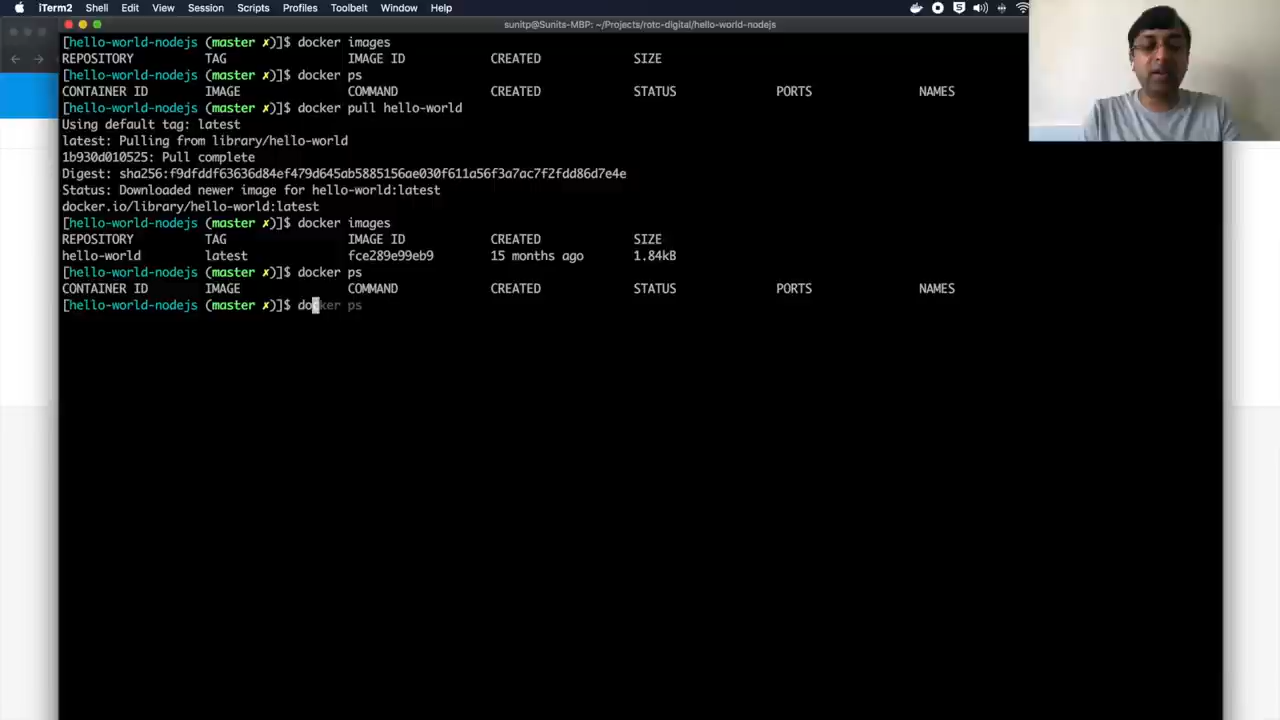 iTerm2 Shell Edit View Session Scripts Profiles Toolbelt Window Help
sunitp@Sunits-MBP: ~/Projects/rotc-digital/hello-world-nodejs
[hello-world-nodejs (master ✗)]$ docker images
REPOSITORY TAG IMAGE ID CREATED SIZE
[hello-world-nodejs (master ✗)]$ docker ps
CONTAINER ID IMAGE COMMAND CREATED STATUS PORTS NAMES
[hello-world-nodejs (master ✗)]$ docker pull hello-world
Using default tag: latest
latest: Pulling from library/hello-world
1b930d010525: Pull complete
Digest: sha256:f9dfddf63636d84ef479d645ab5885156ae030f611a56f3a7ac7f2fdd86d7e4e
Status: Downloaded newer image for hello-world:latest
docker.io/library/hello-world:latest
[hello-world-nodejs (master ✗)]$ docker images
REPOSITORY TAG IMAGE ID CREATED SIZE
hello-world latest fce289e99eb9 15 months ago 1.84kB
[hello-world-nodejs (master ✗)]$ docker ps
CONTAINER ID IMAGE COMMAND CREATED STATUS PORTS NAMES
[hello-world-nodejs (master ✗)]$ docker ps